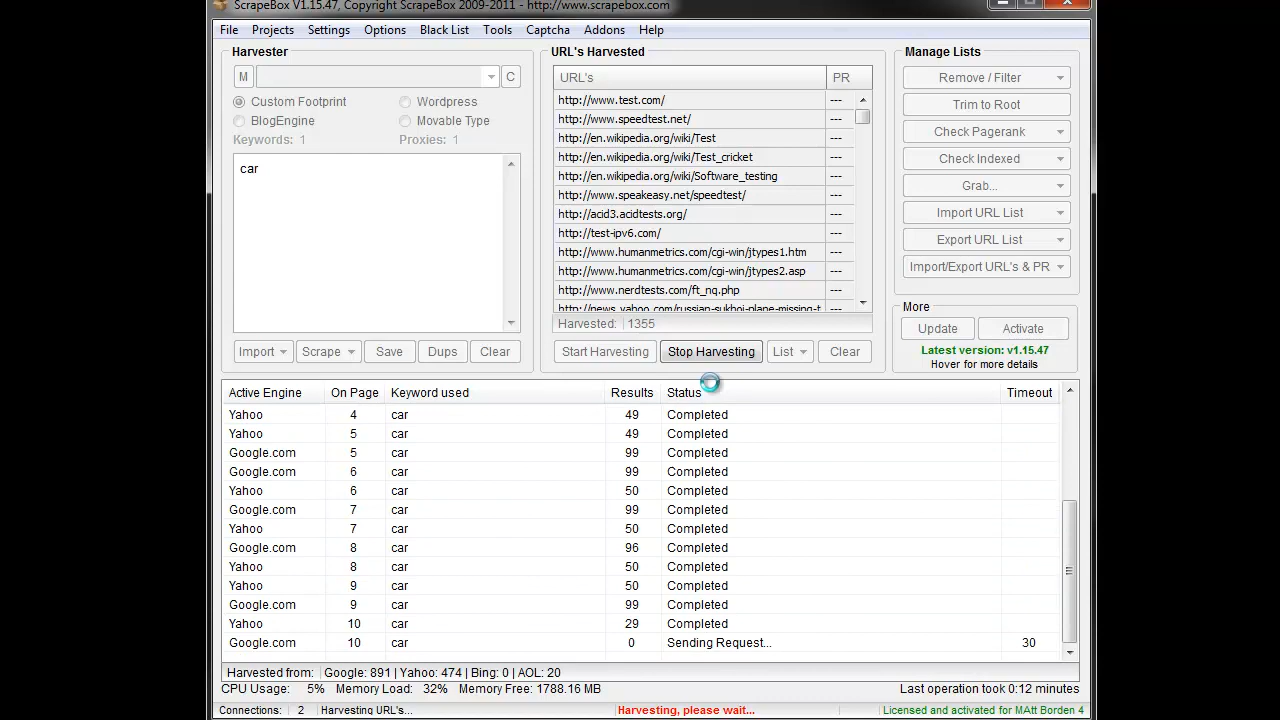 ScrapeBox V1.15.47, Copyright ScrapeBox 2009-2011 - http://www.scrapebox.com
File Projects Settings Options Black List Tools Captcha Addons Help
Harvester
M
C
Custom Footprint
Wordpress
BlogEngine
Movable Type
Keywords: 1
Proxies: 1
car
Import
Scrape
Save
Dups
Clear
URL's Harvested
URL's PR
http://www.test.com/ ---
http://www.speedtest.net/ ---
http://en.wikipedia.org/wiki/Test ---
http://en.wikipedia.org/wiki/Test_cricket ---
http://en.wikipedia.org/wiki/Software_testing ---
http://www.speakeasy.net/speedtest/ ---
http://acid3.acidtests.org/ ---
http://test-ipv6.com/ ---
http://www.humanmetrics.com/cgi-win/jtypes1.htm ---
http://www.humanmetrics.com/cgi-win/jtypes2.asp ---
http://www.nerdtests.com/ft_nq.php ---
http://news.yahoo.com/russian-sukhoi-plane-missing-t ---
Harvested: 1355
Start Harvesting
Stop Harvesting
List
Clear
Manage Lists
Remove / Filter
Trim to Root
Check Pagerank
Check Indexed
Grab...
Import URL List
Export URL List
Import/Export URL's & PR
More
Update
Activate
Latest version: v1.15.47
Hover for more details
Active Engine On Page Keyword used Results Status Timeout
Yahoo 4 car 49 Completed
Yahoo 5 car 49 Completed
Google.com 5 car 99 Completed
Google.com 6 car 99 Completed
Yahoo 6 car 50 Completed
Google.com 7 car 99 Completed
Yahoo 7 car 50 Completed
Google.com 8 car 96 Completed
Yahoo 8 car 50 Completed
Yahoo 9 car 50 Completed
Google.com 9 car 99 Completed
Yahoo 10 car 29 Completed
Google.com 10 car 0 Sending Request... 30
Harvested from: Google: 891 | Yahoo: 474 | Bing: 0 | AOL: 20
CPU Usage: 5% Memory Load: 32% Memory Free: 1788.16 MB Last operation took 0:12 minutes
Connections: 2 Harvesting URL's... Harvesting, please wait... Licensed and activated for MAtt Borden 4